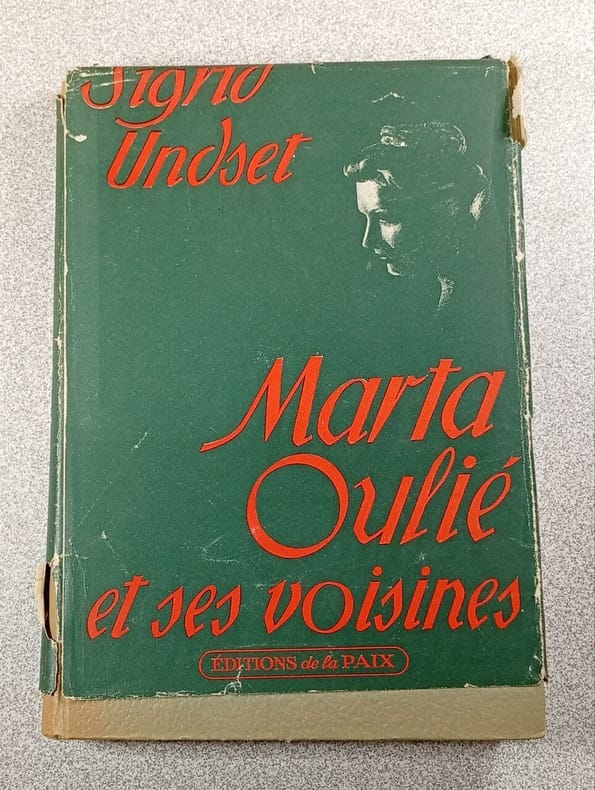 Sigrid
Undset
Marta
Oulié
et ses voisines
ÉDITIONS de la PAIX